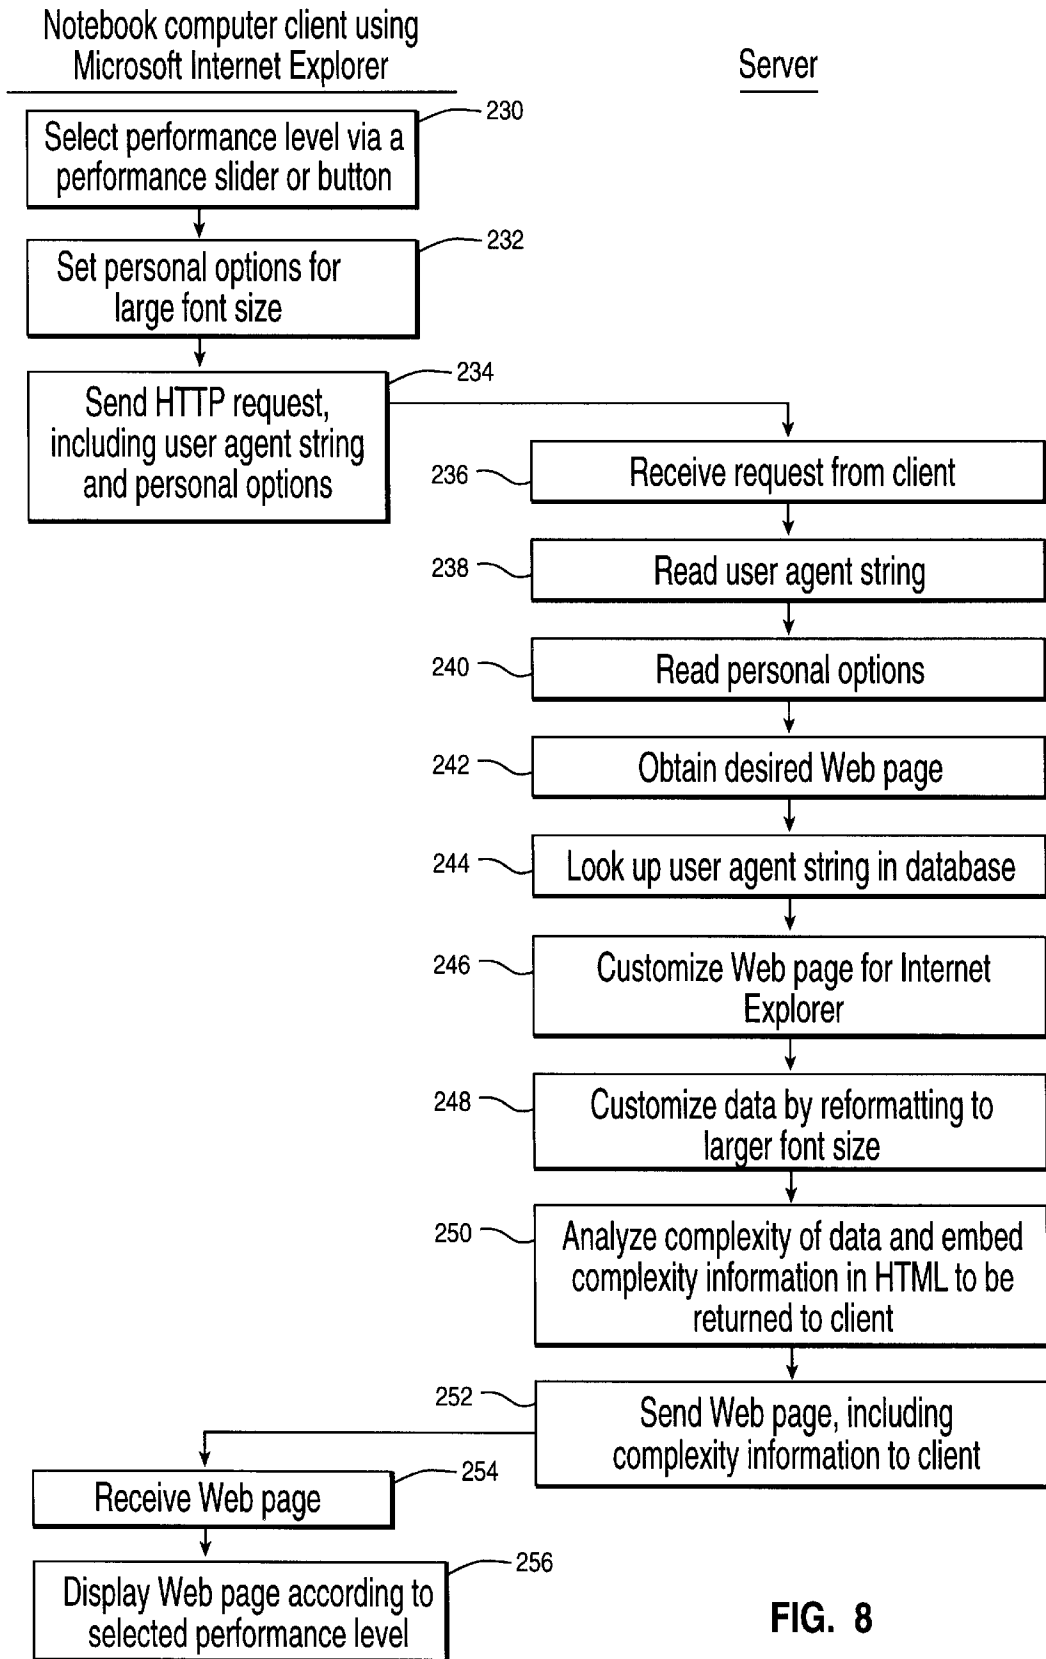 Notebook computer client using
Microsoft Internet Explorer
Server
230
Select performance level via a
performance slider or button
232
Set personal options for
large font size
234
Send HTTP request,
including user agent string
and personal options
236
Receive request from client
238
Read user agent string
240
Read personal options
242
Obtain desired Web page
244
Look up user agent string in database
246
Customize Web page for Internet
Explorer
248
Customize data by reformatting to
larger font size
250
Analyze complexity of data and embed
complexity information in HTML to be
returned to client
252
Send Web page, including
complexity information to client
254
Receive Web page
256
Display Web page according to
selected performance level
FIG. 8